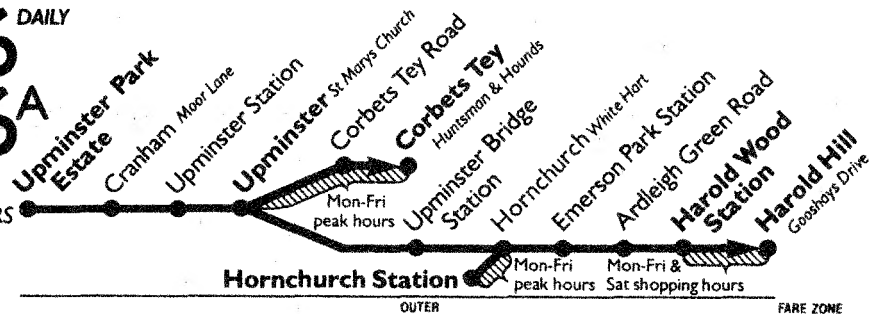 DAILY
A
Upminster Park
Estate
Cranham Moor Lane
Upminster Station
Upminster St Marys Church
Corbets Tey Road
Corbets Tey
Huntsman & Hounds
Upminster Bridge
Station
Hornchurch White Hart
Emerson Park Station
Ardleigh Green Road
Harold Wood
Station
Harold Hill
Gooshays Drive
RS
Mon-Fri
peak hours
Hornchurch Station
Mon-Fri
peak hours
Mon-Fri &
Sat shopping hours
OUTER
FARE ZONE